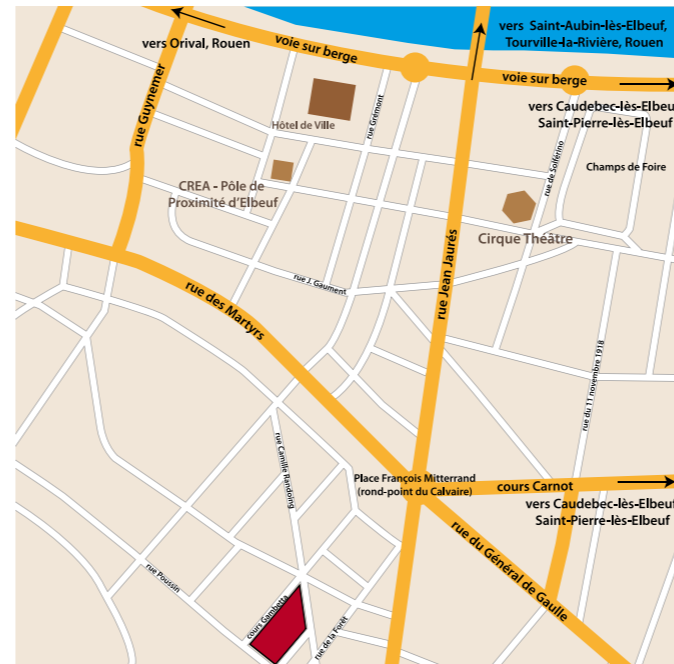 vers Saint-Aubin-lès-Elbeuf,
Tourville-la-Rivière, Rouen
vers Orival, Rouen
voie sur berge
voie sur berge
vers Caudebec-lès-Elbeuf
Saint-Pierre-lès-Elbeuf
rue Guynemer
Hôtel de Ville
rue Grémont
rue de Solférino
Champs de Foire
CREA - Pôle de
Proximité d'Elbeuf
Cirque Théâtre
rue Jean Jaurés
rue J. Gaument
rue des Martyrs
rue du 11 novembre 1918
rue Camille Randoing
Place François Mitterrand
(rond-point du Calvaire)
cours Carnot
vers Caudebec-lès-Elbeuf
Saint-Pierre-lès-Elbeuf
rue du Général de Gaulle
rue Poussin
cours Gambetta
rue de la Forêt